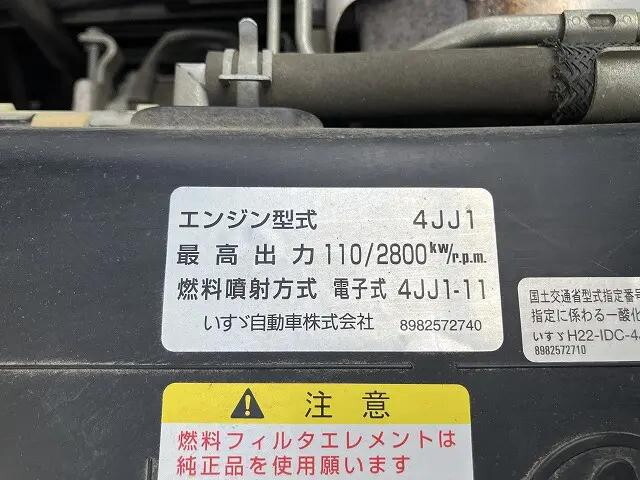 エンジン型式 4JJ1
最高出力 110/2800 kW/r.p.m.
燃料噴射方式 電子式 4JJ1-11
いすゞ自動車株式会社 8982572740
国土交通省型式指定番号
指定に係わる一酸化
いすゞH22-IDC-4J
8982572710
注意
燃料フィルタエレメントは
純正品を使用願います